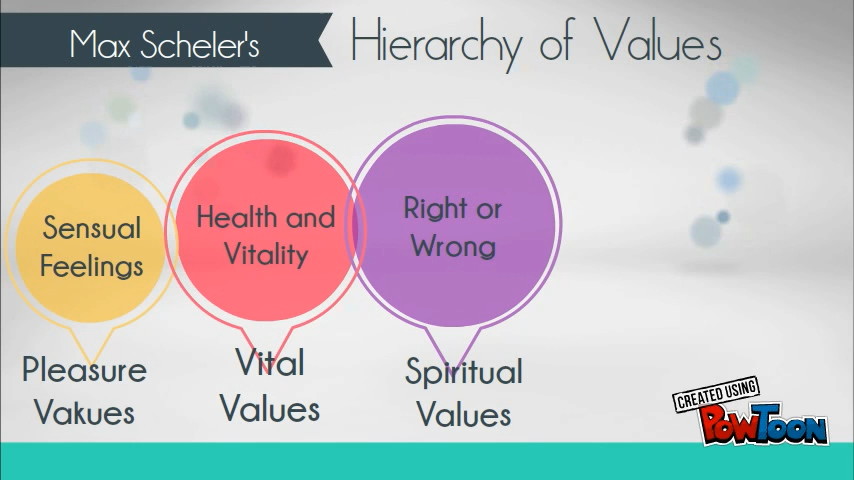 Max Scheler's Hierarchy of Values
Sensual
Feelings
Health and
Vitality
Right or
Wrong
Pleasure
Vakues
Vital
Values
Spiritual
Values
CREATED USING
POWTOON